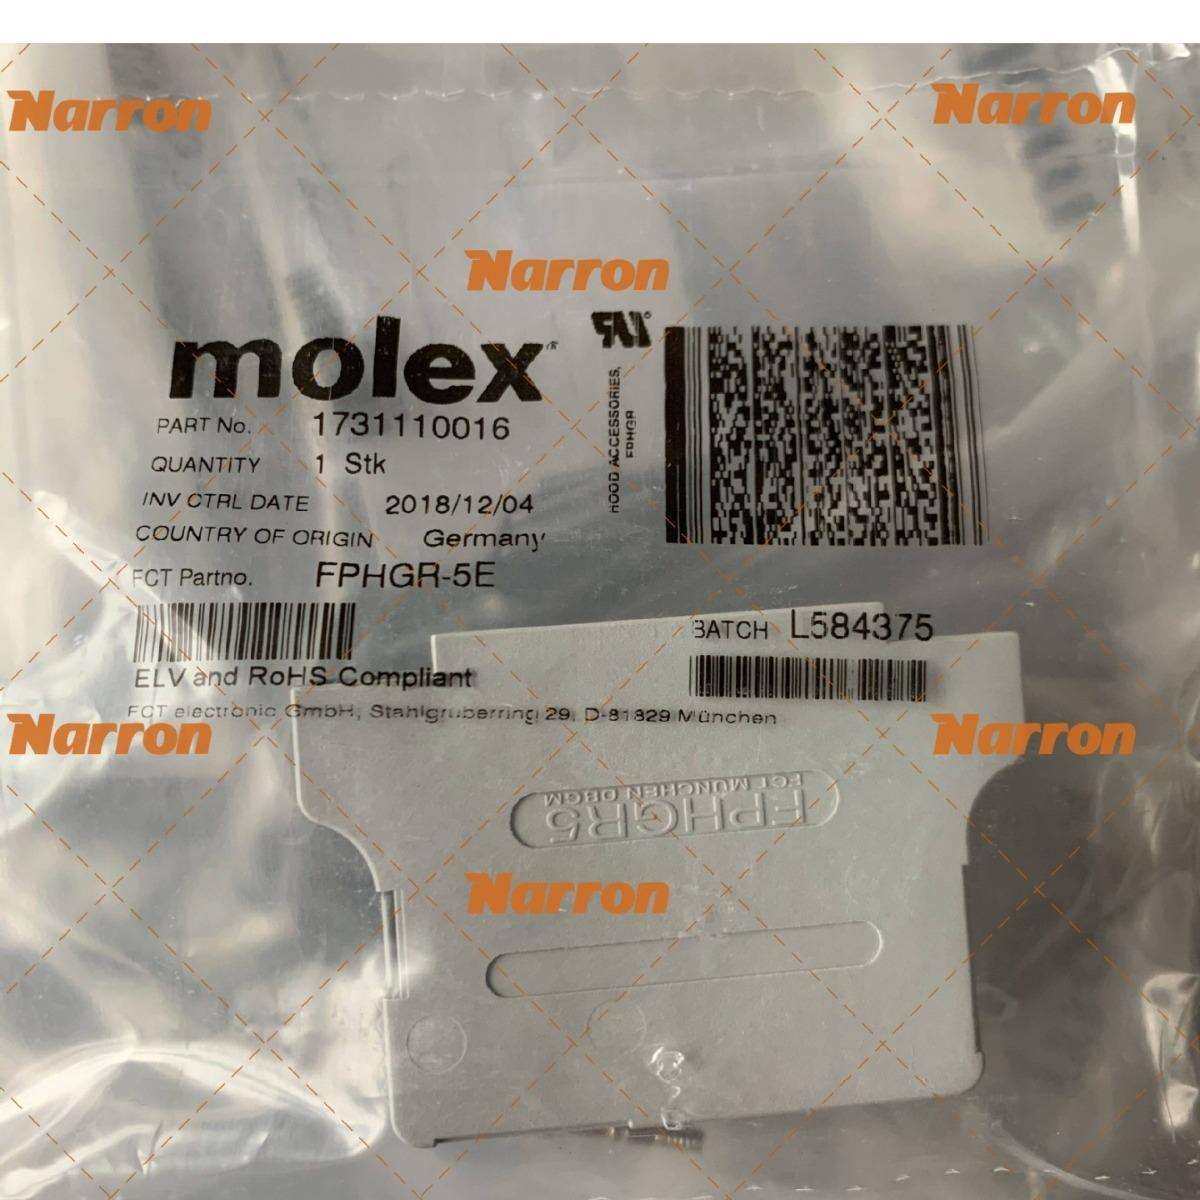 Narron
Narron
Narron
molex®
PART No. 1731110016
QUANTITY 1 Stk
INV CTRL DATE 2018/12/04
COUNTRY OF ORIGIN Germany
FCT Partno. FPHGR-5E
HOOD ACCESSORIES,
FPHGR
BATCH L584375
ELV and RoHS Compliant
FCT electronic GmbH, Stahlgruberring 29, D-81829 München
Narron
Narron
FPHGR5
FCT MÜNCHEN DBGM
Narron